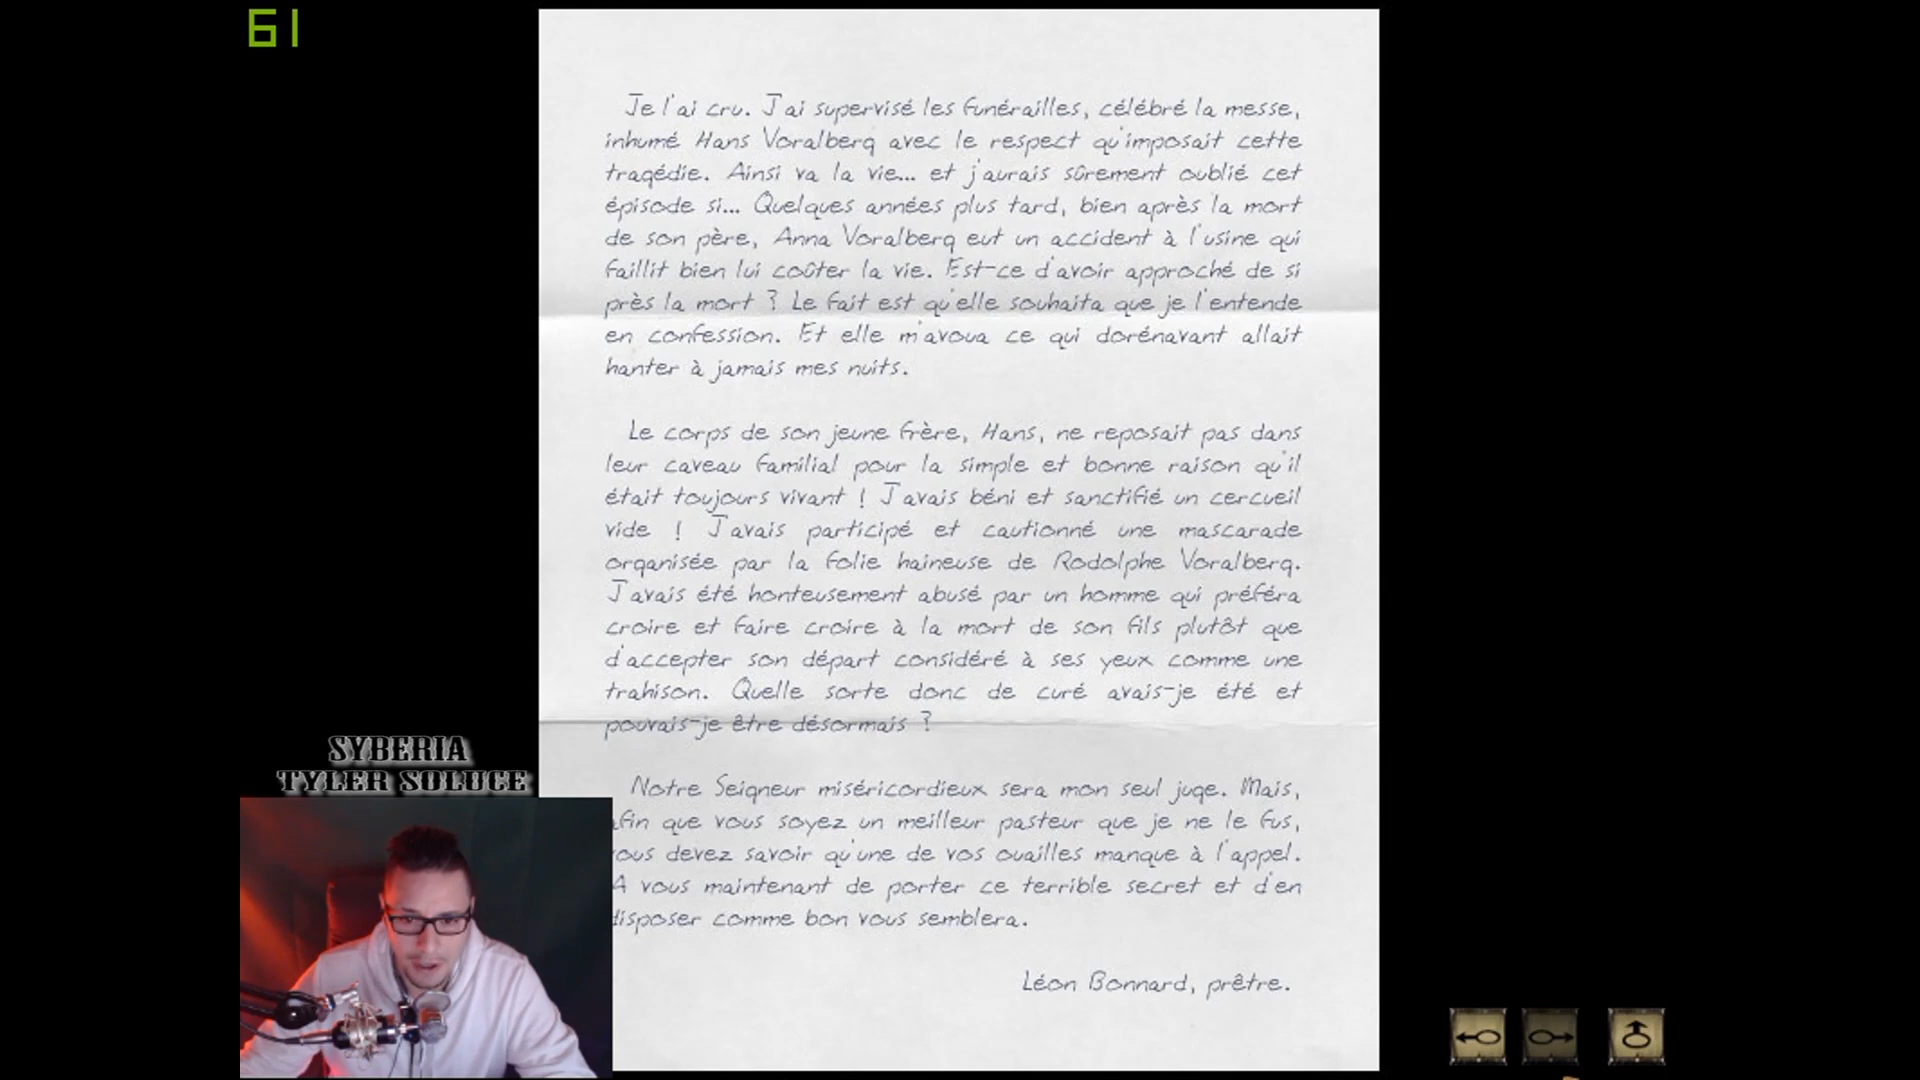 61
Je l'ai cru. J'ai supervisé les funérailles, célébré la messe,
inhumé Hans Voralberg avec le respect qu'imposait cette
tragédie. Ainsi va la vie... et j'aurais sûrement oublié cet
épisode si... Quelques années plus tard, bien après la mort
de son père, Anna Voralberg eut un accident à l'usine qui
faillit bien lui coûter la vie. Est-ce d'avoir approché de si
près la mort ? Le fait est qu'elle souhaita que je l'entende
en confession. Et elle m'avoua ce qui dorénavant allait
hanter à jamais mes nuits.
Le corps de son jeune frère, Hans, ne reposait pas dans
leur caveau familial pour la simple et bonne raison qu'il
était toujours vivant ! J'avais béni et sanctifié un cercueil
vide ! J'avais participé et cautionné une mascarade
organisée par la folie haineuse de Rodolphe Voralberg.
J'avais été honteusement abusé par un homme qui préféra
croire et faire croire à la mort de son fils plutôt que
d'accepter son départ considéré à ses yeux comme une
trahison. Quelle sorte donc de curé avais-je été et
pouvais-je être désormais ?
Notre Seigneur miséricordieux sera mon seul juge. Mais,
afin que vous soyez un meilleur pasteur que je ne le fus,
vous devez savoir qu'une de vos ouailles manque à l'appel.
A vous maintenant de porter ce terrible secret et d'en
disposer comme bon vous semblera.
Léon Bonnard, prêtre.
SYBERIA
TYLER SOLUCE